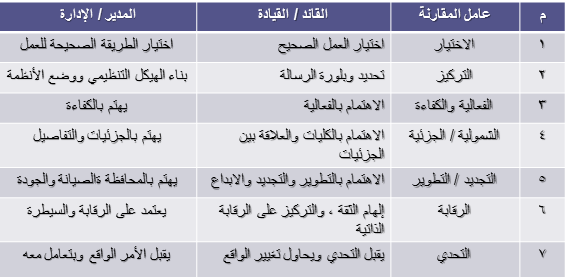 م عامل المقارنة القائد / القيادة المدير / الإدارة
١ الاختيار اختيار العمل الصحيح اختيار الطريقة الصحيحة للعمل
٢ التركيز تحديد وبلورة الرسالة بناء الهيكل التنظيمي ووضع الأنظمة
٣ الفعالية والكفاءة الاهتمام بالفعالية يهتم بالكفاءة
٤ الشمولية / الجزئية الاهتمام بالكليات والعلاقة بين يهتم بالجزئيات والتفاصيل
الجزئيات
٥ التجديد / التطوير الاهتمام بالتطوير والتجديد والابداع يهتم بالمحافظة ةالصيانة والجودة
٦ الرقابة إلهام الثقة ، والتركيز على الرقابة يعتمد على الرقابة والسيطرة
الذاتية
٧ التحدي يقبل التحدي ويحاول تغيير الواقع يقبل الأمر الواقع ويتعامل معه